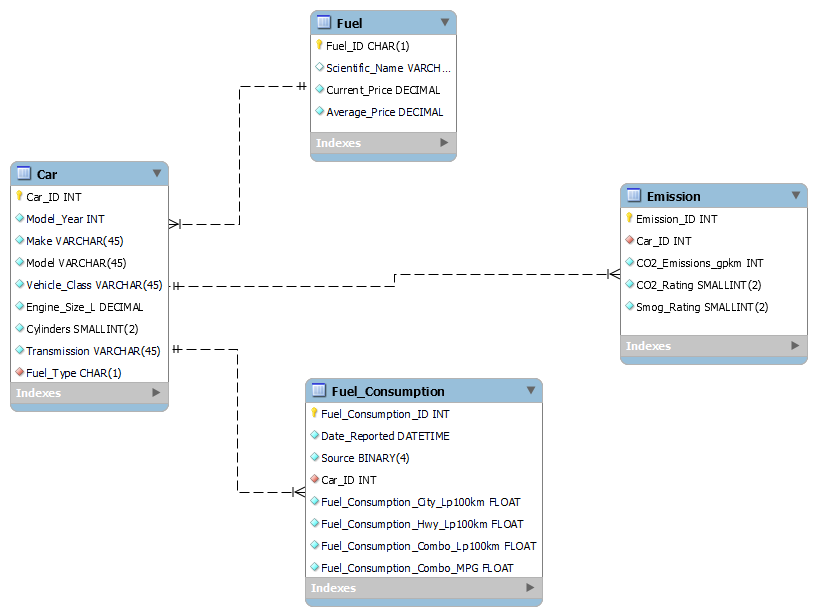 Fuel
Fuel_ID CHAR(1)
Scientific_Name VARCH...
Current_Price DECIMAL
Average_Price DECIMAL
Indexes
Car
Car_ID INT
Model_Year INT
Make VARCHAR(45)
Model VARCHAR(45)
Vehicle_Class VARCHAR(45)
Engine_Size_L DECIMAL
Cylinders SMALLINT(2)
Transmission VARCHAR(45)
Fuel_Type CHAR(1)
Indexes
Emission
Emission_ID INT
Car_ID INT
CO2_Emissions_gpkm INT
CO2_Rating SMALLINT(2)
Smog_Rating SMALLINT(2)
Indexes
Fuel_Consumption
Fuel_Consumption_ID INT
Date_Reported DATETIME
Source BINARY(4)
Car_ID INT
Fuel_Consumption_City_Lp100km FLOAT
Fuel_Consumption_Hwy_Lp100km FLOAT
Fuel_Consumption_Combo_Lp100km FLOAT
Fuel_Consumption_Combo_MPG FLOAT
Indexes